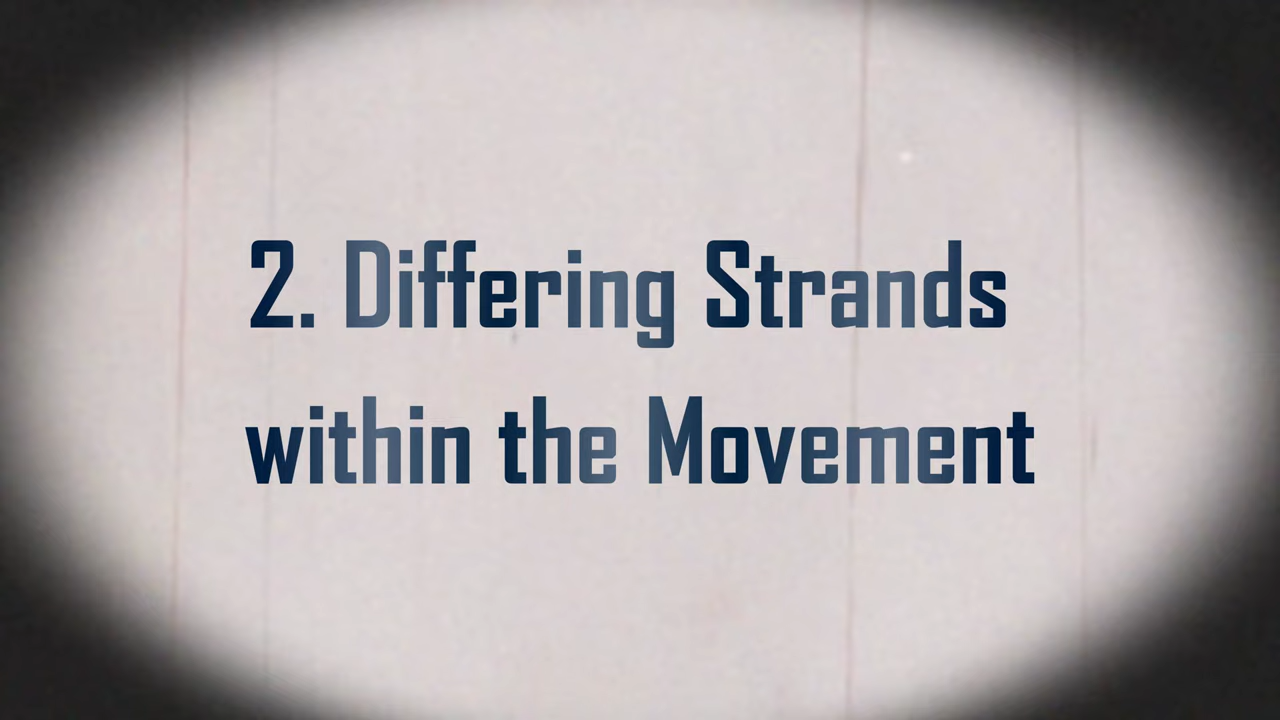 2. Differing Strands
within the Movement